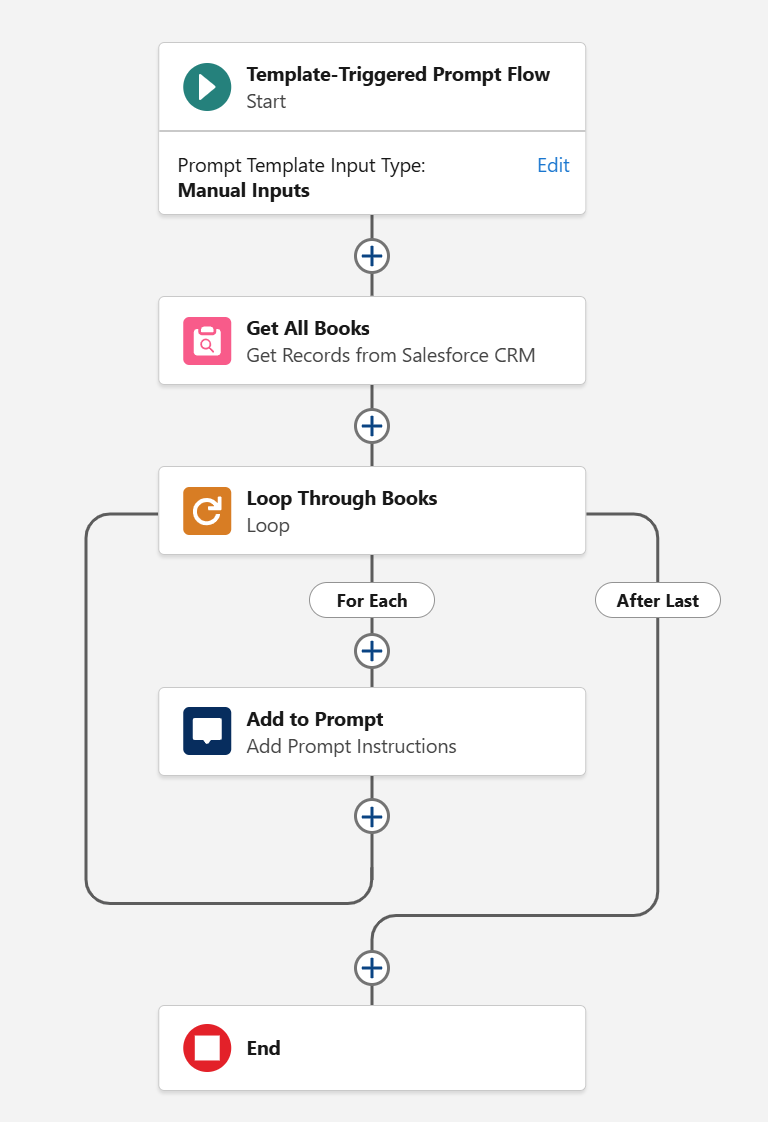 Template-Triggered Prompt Flow
Start
Prompt Template Input Type:
Edit
Manual Inputs
Get All Books
Get Records from Salesforce CRM
Loop Through Books
Loop
For Each
After Last
Add to Prompt
Add Prompt Instructions
End